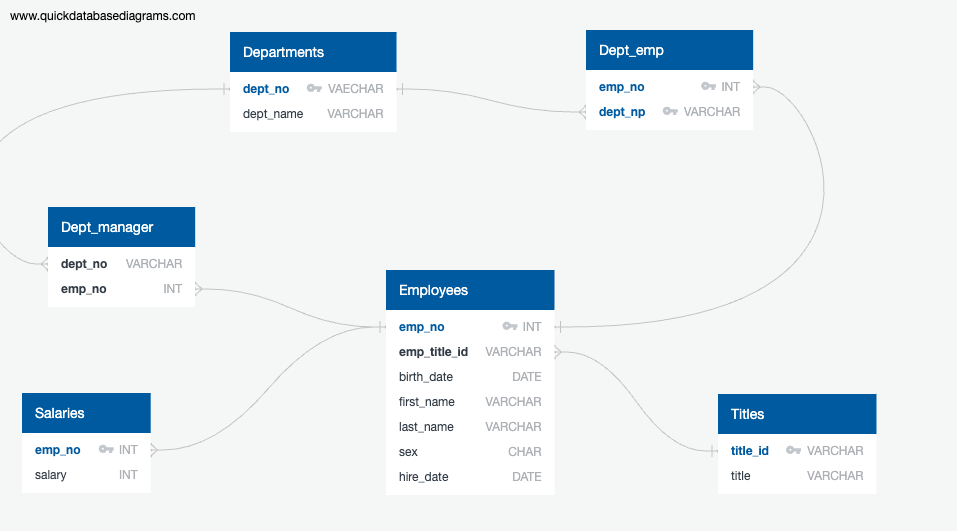 www.quickdatabasediagrams.com
Departments
dept_no VAECHAR
dept_name VARCHAR
Dept_emp
emp_no INT
dept_np VARCHAR
Dept_manager
dept_no VARCHAR
emp_no INT
Employees
emp_no INT
emp_title_id VARCHAR
birth_date DATE
first_name VARCHAR
last_name VARCHAR
sex CHAR
hire_date DATE
Salaries
emp_no INT
salary INT
Titles
title_id VARCHAR
title VARCHAR